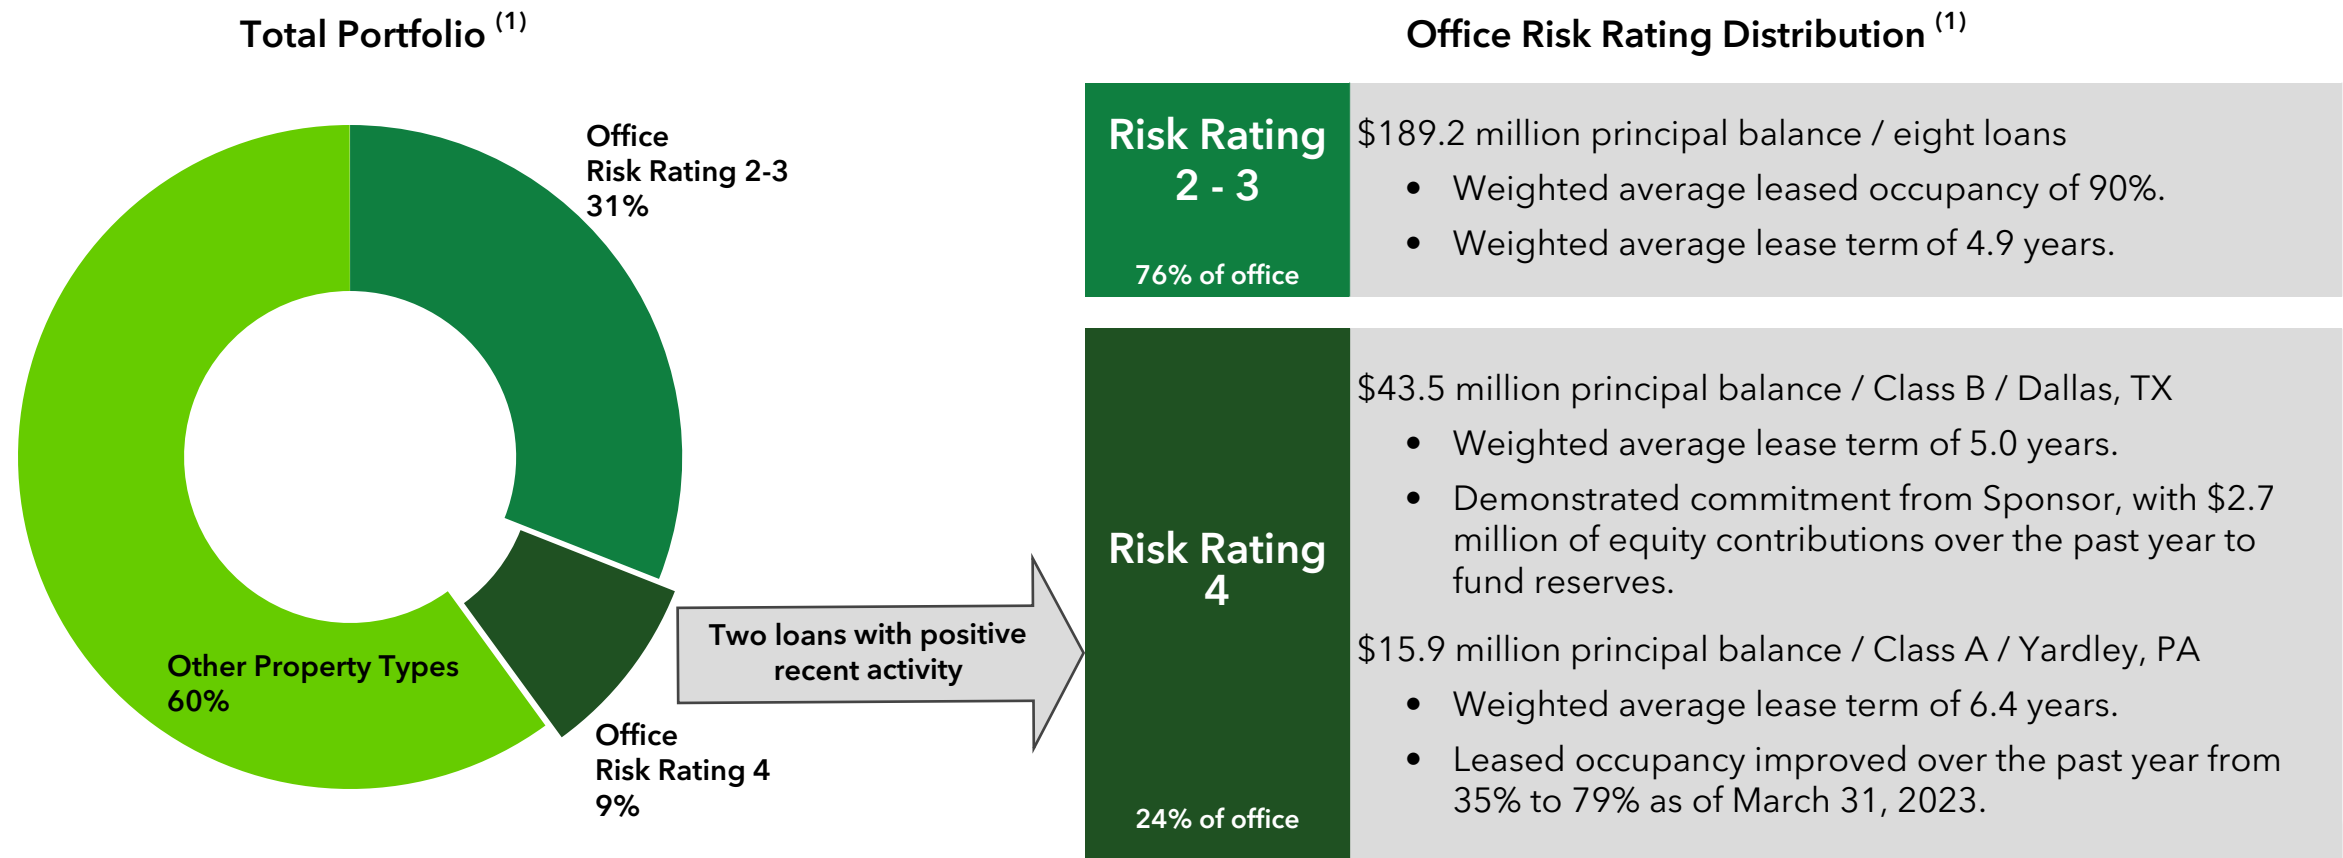 Total Portfolio (1)
Office
Risk Rating 2-3
31%
Other Property Types
60%
Office
Risk Rating 4
9%
Two loans with positive
recent activity
Office Risk Rating Distribution (1)
Risk Rating
2 - 3
76% of office
$189.2 million principal balance / eight loans
• Weighted average leased occupancy of 90%.
• Weighted average lease term of 4.9 years.
Risk Rating
4
24% of office
$43.5 million principal balance / Class B / Dallas, TX
• Weighted average lease term of 5.0 years.
• Demonstrated commitment from Sponsor, with $2.7
million of equity contributions over the past year to
fund reserves.
$15.9 million principal balance / Class A / Yardley, PA
• Weighted average lease term of 6.4 years.
• Leased occupancy improved over the past year from
35% to 79% as of March 31, 2023.